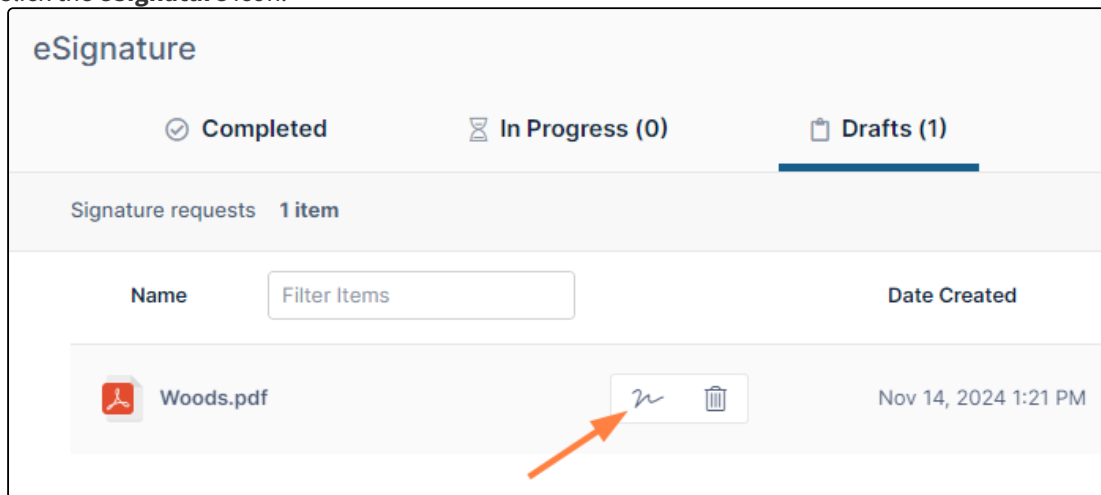 eSignature
Completed In Progress (0) Drafts (1)
Signature requests 1 item
Name Filter Items Date Created
Woods.pdf Nov 14, 2024 1:21 PM